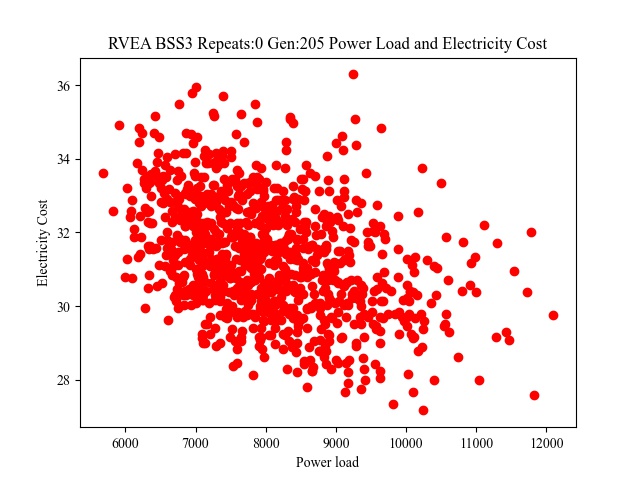 RVEA BSS3 Repeats:0 Gen:205 Power Load and Electricity Cost
36
34
32
30
28
Electricity Cost
6000 7000 8000 9000 10000 11000 12000
Power load